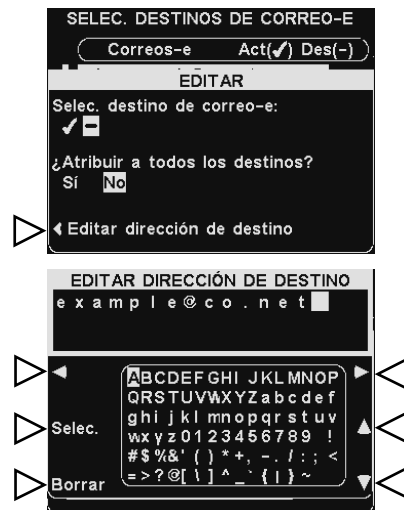 SELEC. DESTINOS DE CORREO-E
Correos-e Act(✓) Des(-)
EDITAR
Selec. destino de correo-e:
✓ -
¿Atribuir a todos los destinos?
Sí No
Editar dirección de destino
EDITAR DIRECCIÓN DE DESTINO
example@co.net
ABCDEFGHIJKLMNOP
QRSTUVWXYZabcdef
ghijklmnopqrstuv
Selec.
wxyz0123456789 !
#$%&'()*+,-./:;<
=>?@[\]^_`{|}~
Borrar